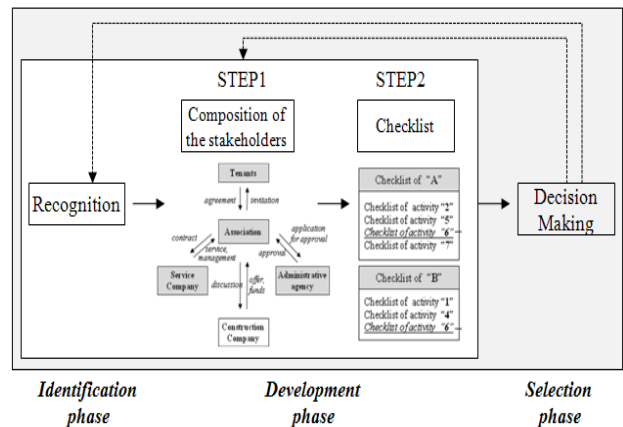 STEP1
STEP2
Composition of
the stakeholders
Checklist
Recognition
Tenants
agreement
invitation
Association
contract
service,
management
application
for approval
approval
Service
Company
discussion
offer,
funds
Administrative
agency
Construction
Company
Checklist of "A"
Checklist of activity "2"
Checklist of activity "5"
Checklist of activity "6"
Checklist of activity "7"
Checklist of "B"
Checklist of activity "1"
Checklist of activity "4"
Checklist of activity "6"
Decision
Making
Identification
phase
Development
phase
Selection
phase